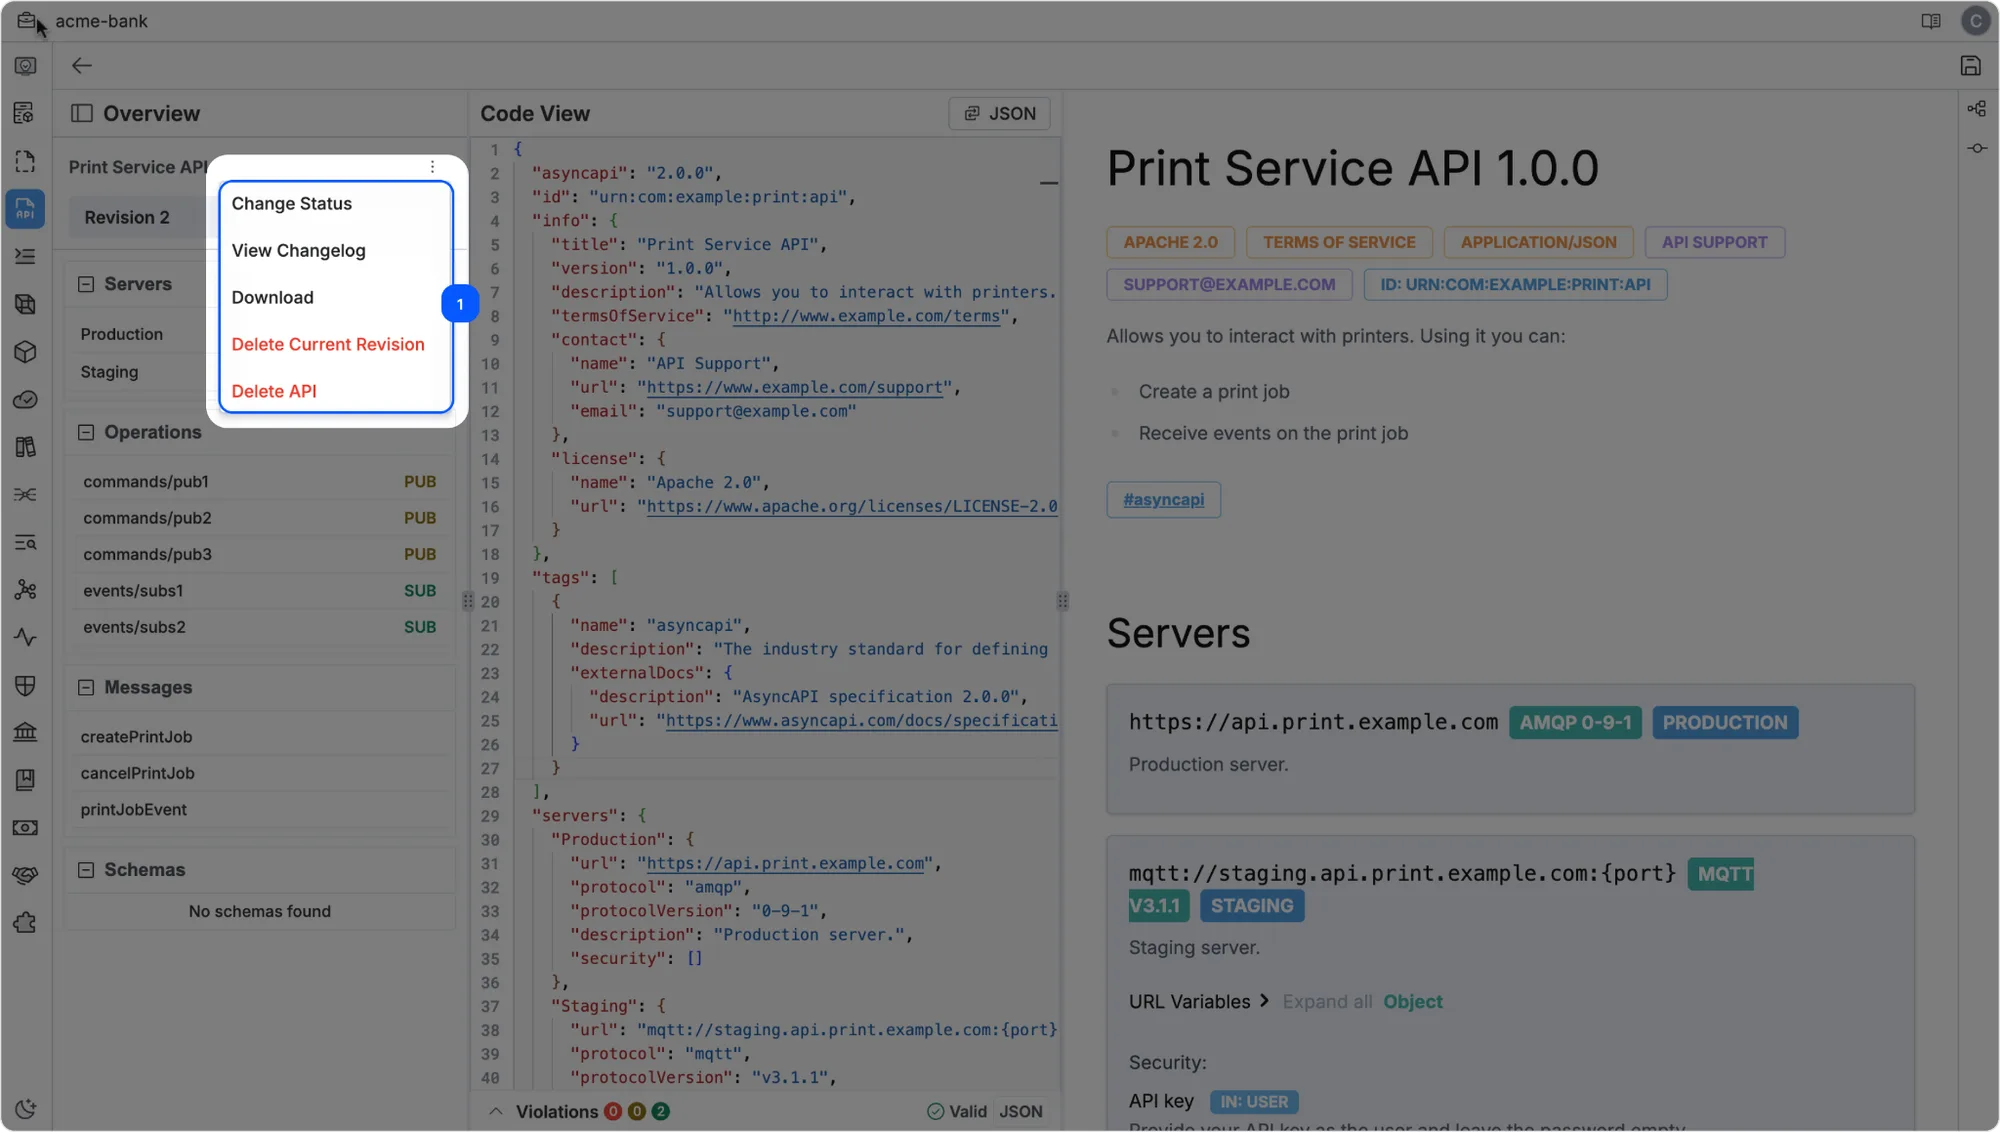 acme-bank
C
Overview
Print Service API
Revision 2
Change Status
View Changelog
Download
Delete Current Revision
Delete API
1
Servers
Production
Staging
Operations
commands/pub1 PUB
commands/pub2 PUB
commands/pub3 PUB
events/subs1 SUB
events/subs2 SUB
Messages
createPrintJob
cancelPrintJob
printJobEvent
Schemas
No schemas found
API
Code View
JSON
1 {
2 "asyncapi": "2.0.0",
3 "id": "urn:com:example:print:api",
4 "info": {
5 "title": "Print Service API",
6 "version": "1.0.0",
7 "description": "Allows you to interact with printers.
8 "termsOfService": "http://www.example.com/terms",
9 "contact": {
10 "name": "API Support",
11 "url": "https://www.example.com/support",
12 "email": "support@example.com"
13 },
14 "license": {
15 "name": "Apache 2.0",
16 "url": "https://www.apache.org/licenses/LICENSE-2.0
17 }
18 },
19 "tags": [
20 {
21 "name": "asyncapi",
22 "description": "The industry standard for defining
23 "externalDocs": {
24 "description": "AsyncAPI specification 2.0.0",
25 "url": "https://www.asyncapi.com/docs/specificati
26 }
27 }
28 ],
29 "servers": {
30 "Production": {
31 "url": "https://api.print.example.com",
32 "protocol": "amqp",
33 "protocolVersion": "0-9-1",
34 "description": "Production server.",
35 "security": []
36 },
37 "Staging": {
38 "url": "mqtt://staging.api.print.example.com:{port}
39 "protocol": "mqtt",
40 "protocolVersion": "v3.1.1",
Violations 0 0 2
Valid JSON
Print Service API 1.0.0
APACHE 2.0 TERMS OF SERVICE APPLICATION/JSON API SUPPORT
SUPPORT@EXAMPLE.COM ID: URN:COM:EXAMPLE:PRINT:API
Allows you to interact with printers. Using it you can:
Create a print job
Receive events on the print job
#asyncapi
Servers
https://api.print.example.com AMQP 0-9-1 PRODUCTION
Production server.
mqtt://staging.api.print.example.com:{port} MQTT
V3.1.1 STAGING
Staging server.
URL Variables Expand all Object
Security:
API key IN: USER
Provide your API key as the user and leave the password empty